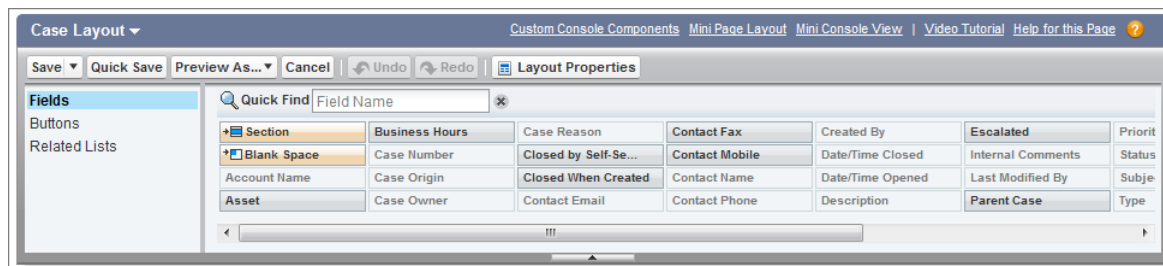 Case Layout Custom Console Components Mini Page Layout Mini Console View | Video Tutorial Help for this Page ?
Save Quick Save Preview As... Cancel Undo Redo Layout Properties
Fields
Buttons
Related Lists
Quick Find Field Name
Section Business Hours Case Reason Contact Fax Created By Escalated Priorit
Blank Space Case Number Closed by Self-Se... Contact Mobile Date/Time Closed Internal Comments Status
Account Name Case Origin Closed When Created Contact Name Date/Time Opened Last Modified By Subje
Asset Case Owner Contact Email Contact Phone Description Parent Case Type